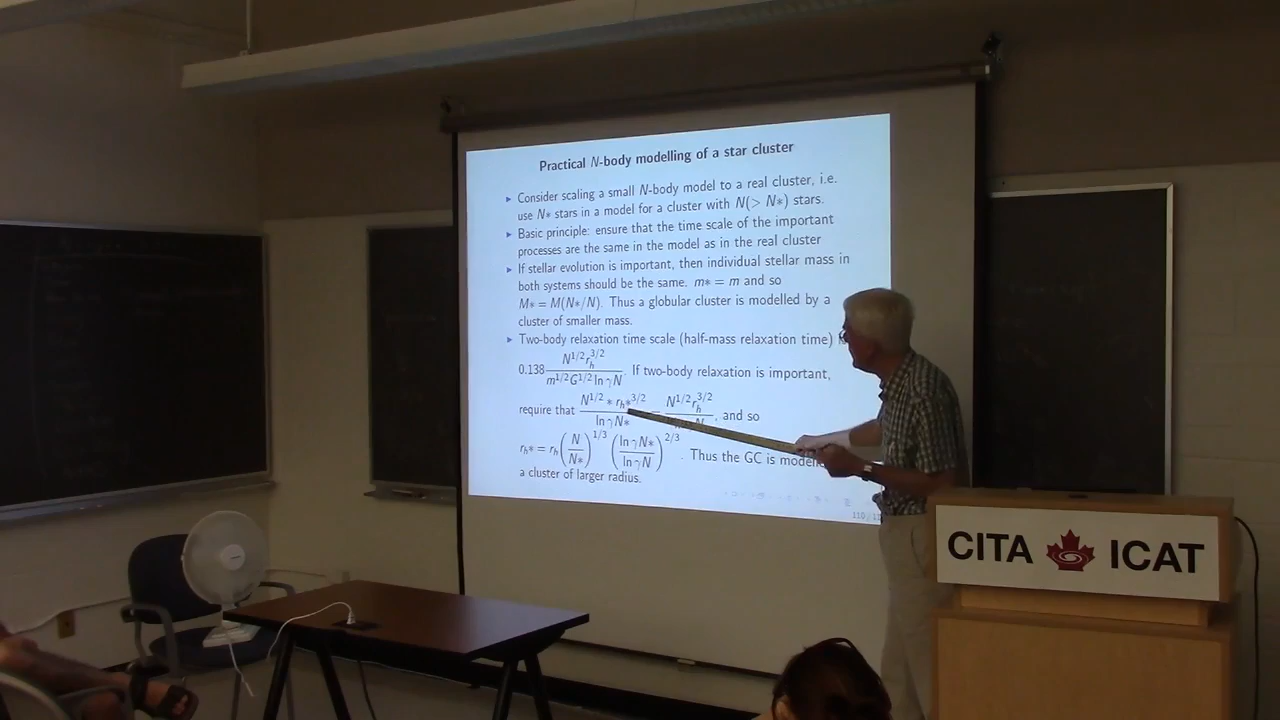 Practical N-body modelling of a star cluster
▸ Consider scaling a small N-body model to a real cluster, i.e.
use N* stars in a model for a cluster with N(> N*) stars.
▸ Basic principle: ensure that the time scale of the important
processes are the same in the model as in the real cluster
▸ If stellar evolution is important, then individual stellar mass in
both systems should be the same. m* = m and so
M* = M(N*/N). Thus a globular cluster is modelled by a
cluster of smaller mass.
▸ Two-body relaxation time scale (half-mass relaxation time)
0.138 N^{1/2} r_h^{3/2} / m^{1/2} G^{1/2} ln γN. If two-body relaxation is important,
require that N^{1/2} * r_h*^{3/2} / ln γN* = N^{1/2} r_h^{3/2} / N, and so
r_h* = r_h (N/N*)^{1/3} (ln γN*/ln γN)^{2/3}. Thus the GC is
a cluster of larger radius.
CITA ICAT